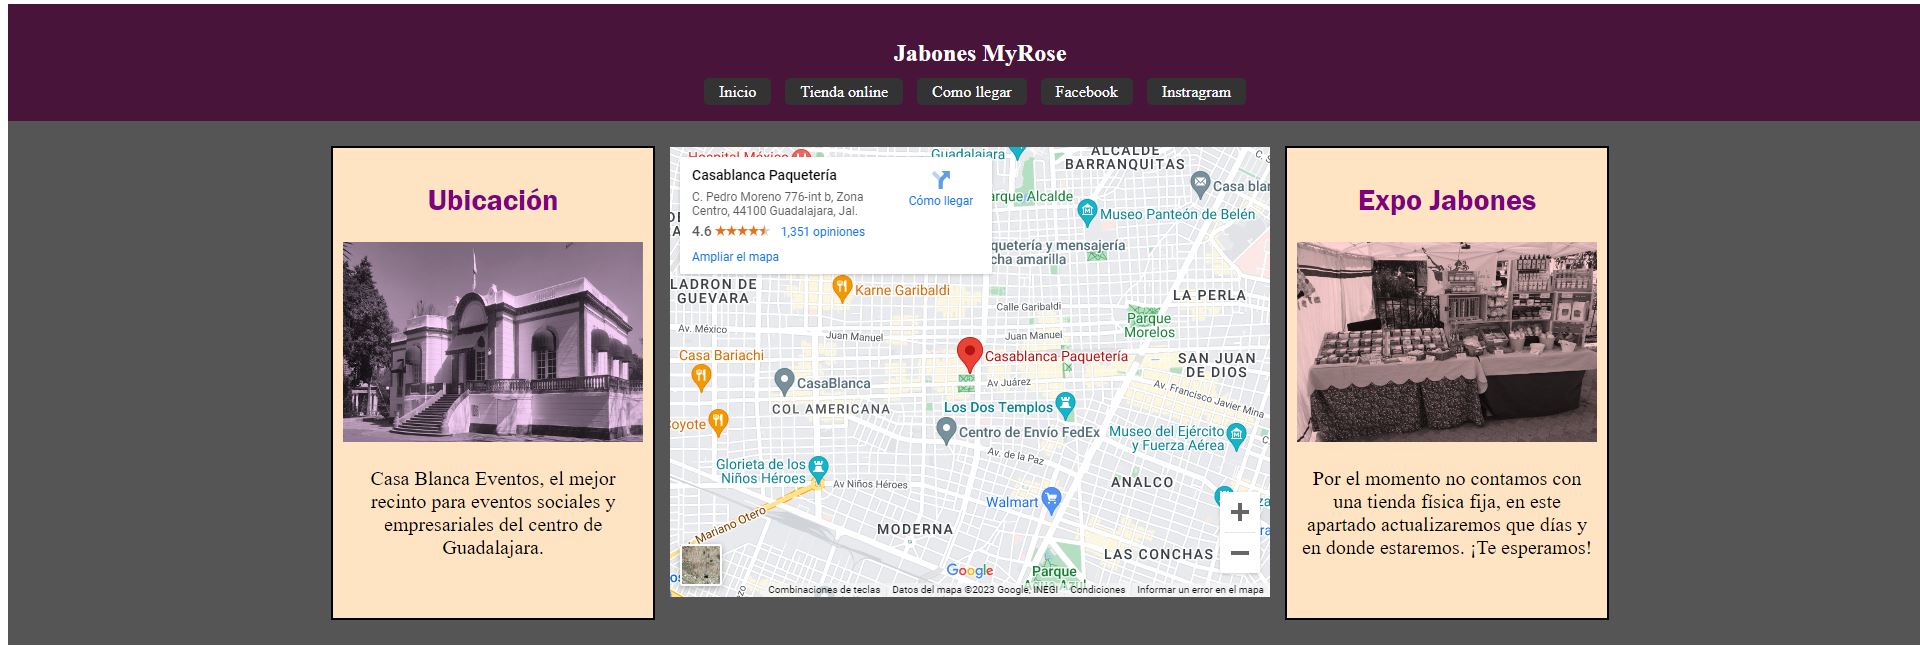 Jabones MyRose
Inicio
Tienda online
Como llegar
Facebook
Instragram
Ubicación
Casa Blanca Eventos, el mejor
recinto para eventos sociales y
empresariales del centro de
Guadalajara.
Casablanca Paquetería
C. Pedro Moreno 776-int b, Zona
Centro, 44100 Guadalajara, Jal.
4.6
1,351 opiniones
Ampliar el mapa
Cómo llegar
Hospital México
Guadalajara
ALCALDE
BARRANQUITAS
Parque Alcalde
Museo Panteón de Belén
quetería y mensajería
cha amarilla
LADRON DE
GUEVARA
Karne Garibaldi
Calle Garibaldi
LA PERLA
Parque
Morelos
Av. México
Juan Manuel
Juan Manuel
Casa Bariachi
Casablanca Paquetería
SAN JUAN
DE DIOS
CasaBlanca
Av Juárez
Av. Francisco Javier Mina
COL AMERICANA
Los Dos Templos
oyote
Centro de Envío FedEx
Museo del Ejército
y Fuerza Aérea
Av. de la Paz
Glorieta de los
Niños Héroes
Av Niños Héroes
ANALCO
Walmart
Mariano Otero
MODERNA
LAS CONCHAS
Google
Parque
Agua Azul
Combinaciones de teclas
Datos del mapa ©2023 Google, INEGI
Condiciones
Informar un error en el mapa
Expo Jabones
Por el momento no contamos con
una tienda física fija, en este
apartado actualizaremos que días y
en donde estaremos. ¡Te esperamos!